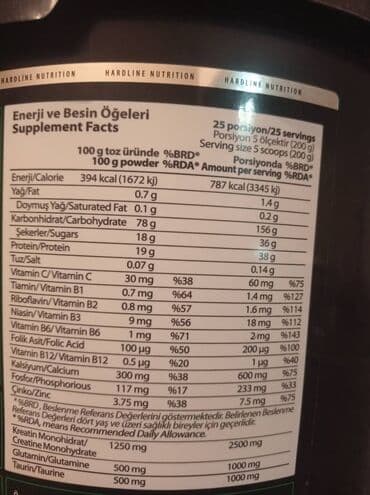 HARDLINE NUTRITION HARDLINE NUTRITION HARDLINE NUTRITION
Enerji ve Besin Öğeleri
Supplement Facts
25 porsiyon/25 servings
Porsiyon 5 ölçektir (200 g)
Serving size 5 scoops (200 g)
100 g toz üründe %BRD* Porsiyonda %BRD*
100 g powder %RDA* Amount per serving %RDA*
Enerji/Calorie 394 kcal (1672 kj) 787 kcal (3345 kj)
Yağ/Fat 0.7 g 1.4 g
Doymuş Yağ/Saturated Fat 0.1 g 0.2 g
Karbonhidrat/Carbohydrate 78 g 156 g
Şekerler/Sugars 18 g 36 g
Protein/Protein 19 g 38 g
Tuz/Salt 0.07 g 0.14 g
Vitamin C/Vitamin C 30 mg %38 60 mg %75
Tiamin/Vitamin B1 0.7 mg %64 1.4 mg %127
Riboflavin/Vitamin B2 0.8 mg %57 1.6 mg %114
Niasin/Vitamin B3 9 mg %56 18 mg %112
Vitamin B6/Vitamin B6 1 mg %71 2 mg %143
Folik Asit/Folic Acid 100 µg %50 200 µg %100
Vitamin B12/Vitamin B12 0.5 µg %20 1 µg %40
Kalsiyum/Calcium 300 mg %38 600 mg %75
Fosfor/Phosphorious 117 mg %17 233 mg %33
Çinko/Zinc 3.75 mg %38 7.5 mg %75
*%BRD, Beslenme Referans Değerlerini göstermektedir. Belirlenen Beslenme
Referans Değerleri dört yaş ve üzeri sağlıklı bireyler için geçerlidir.
*%RDA, means Recommended Daily Allowance.
Kreatin Monohidrat/
Creatine Monohydrate 1250 mg 2500 mg
Glutamin/Glutamine 500 mg 1000 mg
Taurin/Taurine 500 mg 1000 mg